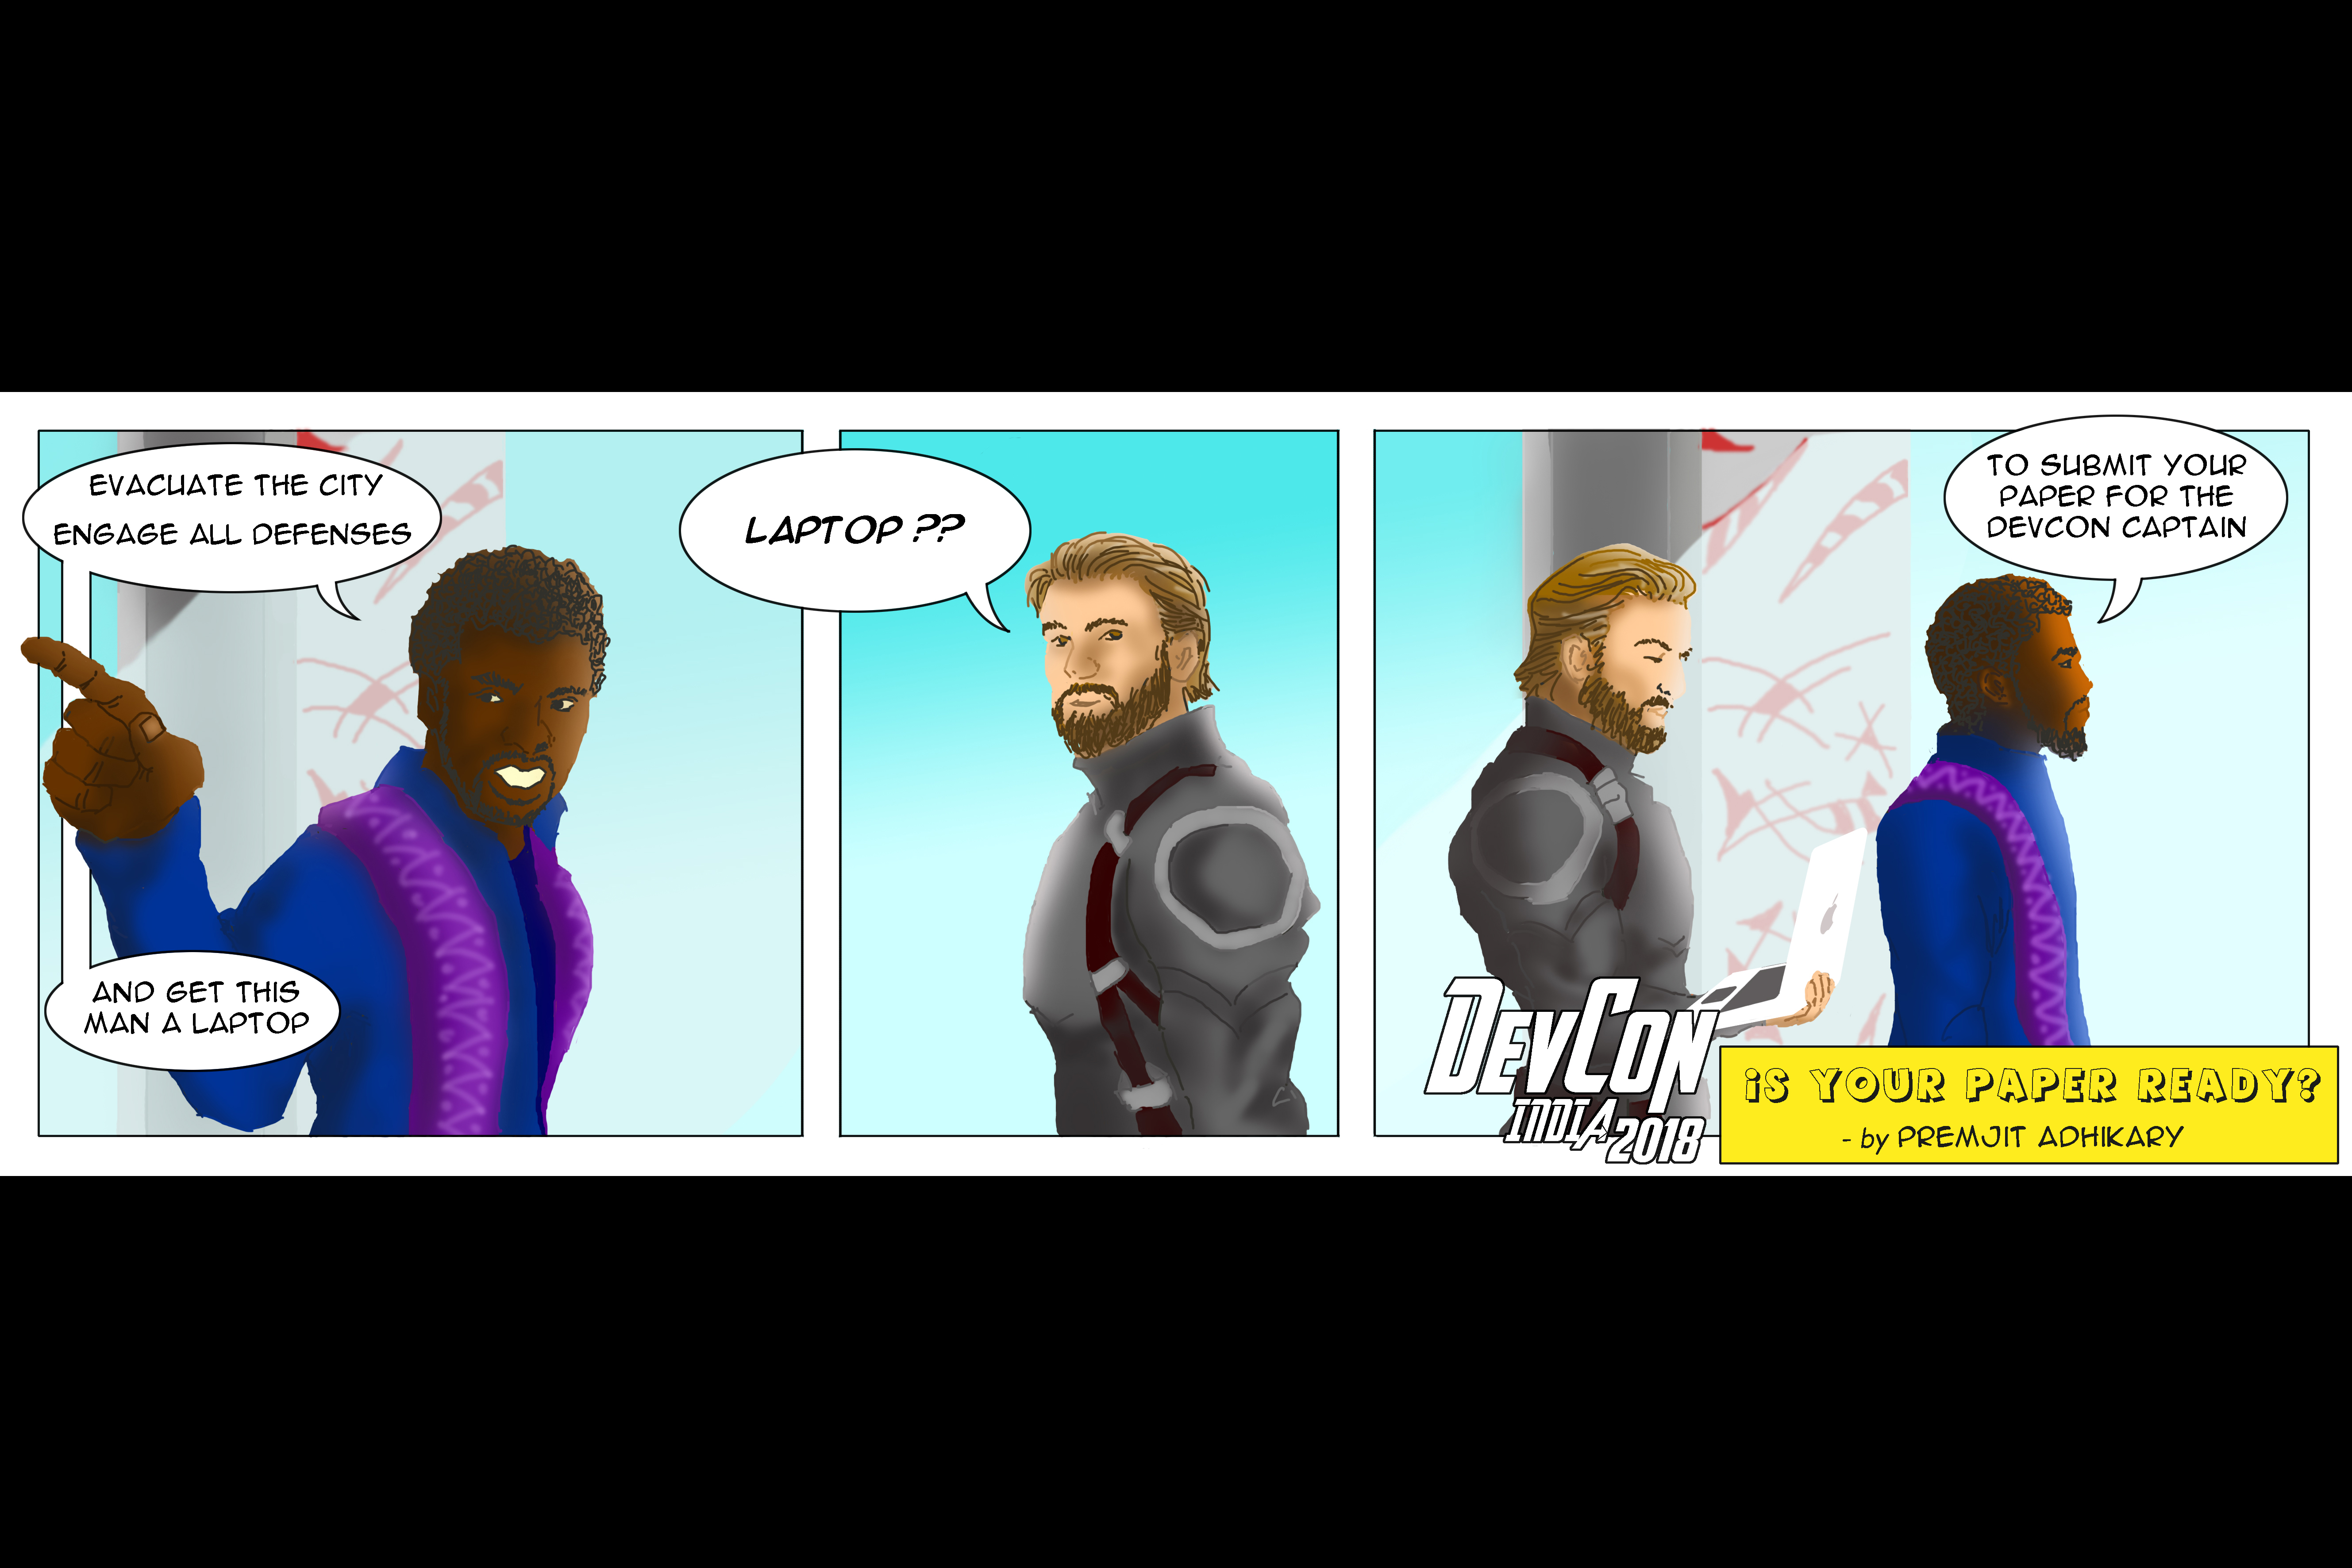 EVACUATE THE CITY
ENGAGE ALL DEFENSES
AND GET THIS
MAN A LAPTOP
LAPTOP ??
TO SUBMIT YOUR
PAPER FOR THE
DEVCON CAPTAIN
DEVCON
INDIA 2018
IS YOUR PAPER READY?
- by PREMJIT ADHIKARY